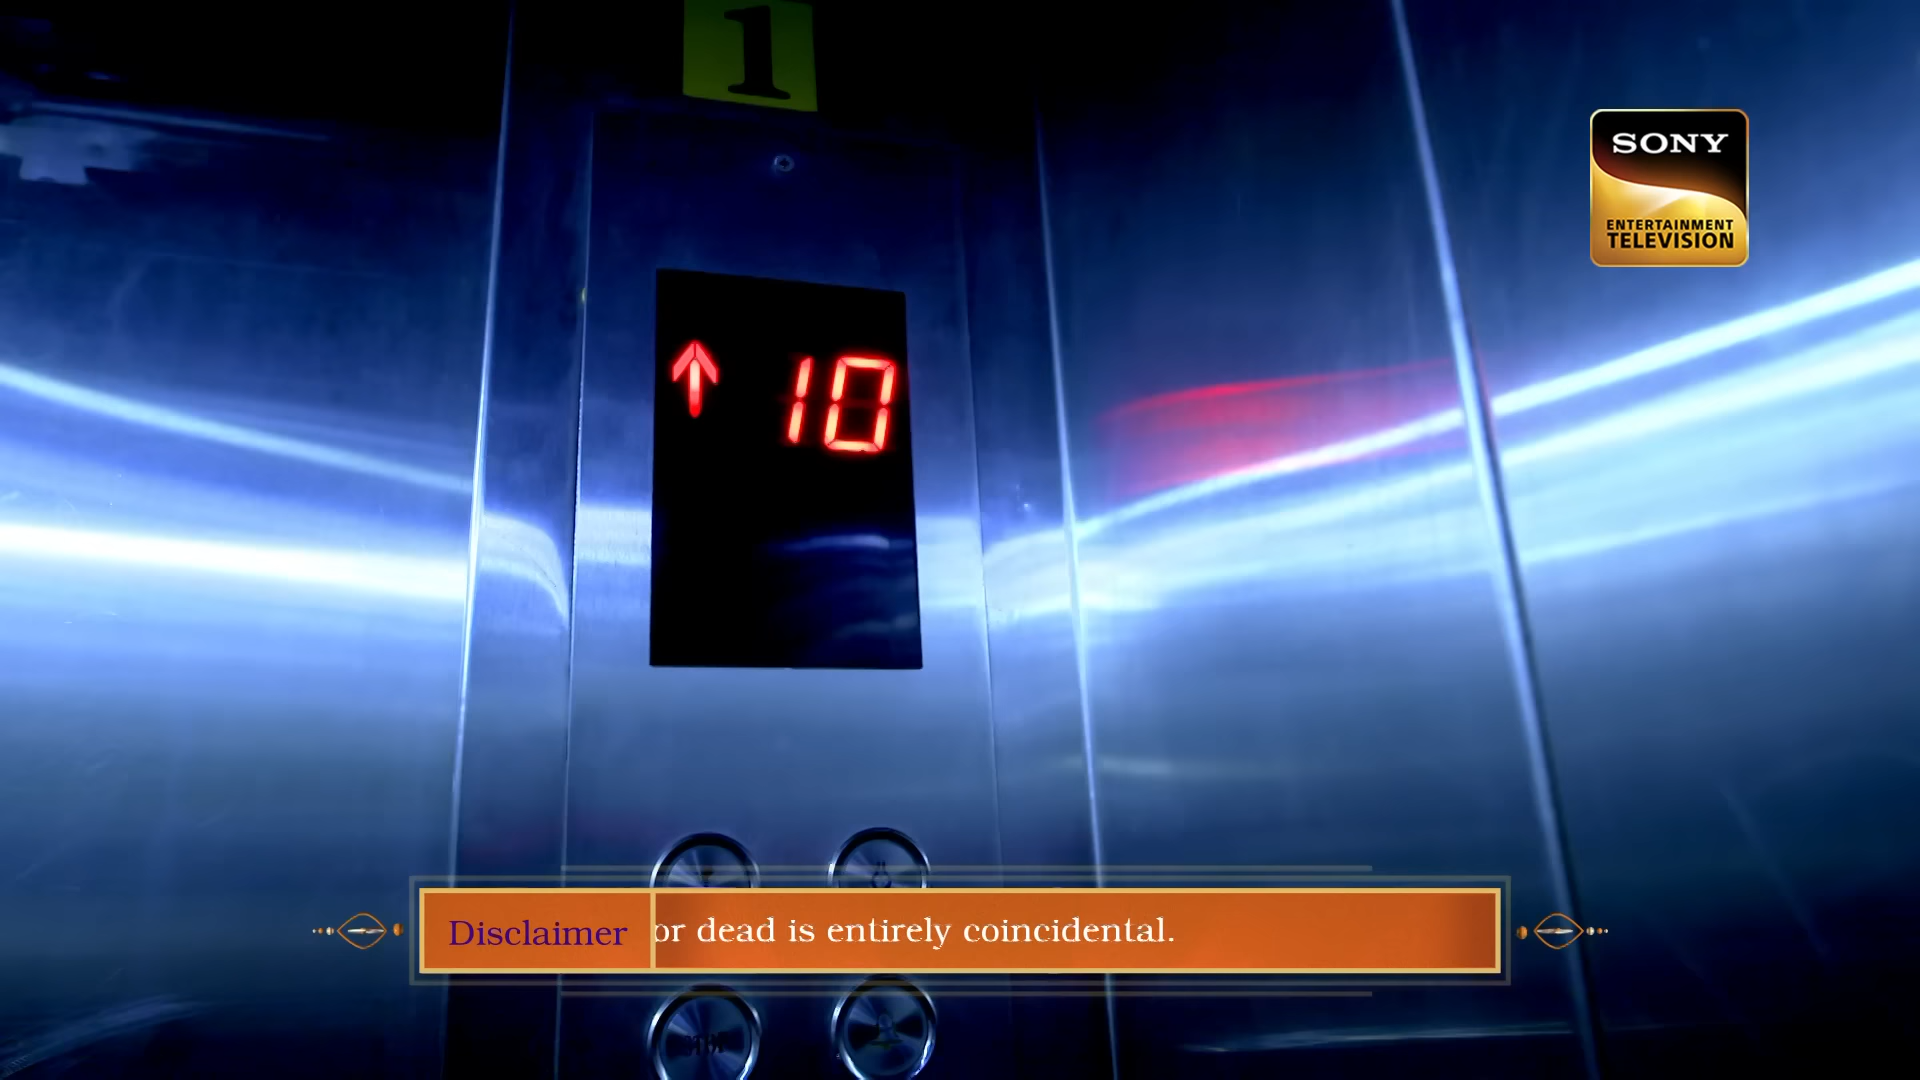 1
SONY
ENTERTAINMENT
TELEVISION
10
Disclaimer
or dead is entirely coincidental.